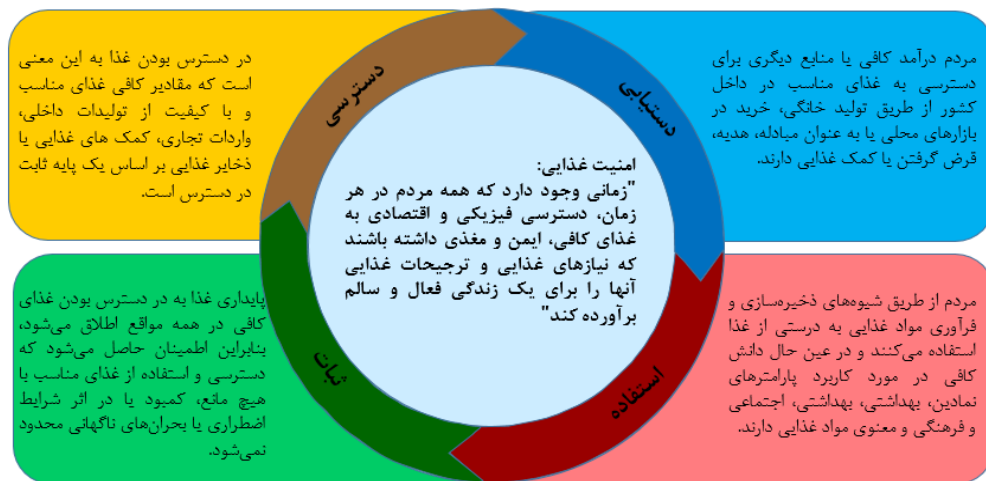 مردم درآمد کافی یا منابع دیگری برای
دسترسی به غذای مناسب در داخل
کشور از طریق تولید خانگی، خرید در
بازارهای محلی یا به عنوان مبادله، هدیه،
قرض گرفتن یا کمک غذایی دارند.
دستیابی
در دسترس بودن غذا به این معنی
است که مقادیر کافی غذای مناسب
و با کیفیت از تولیدات داخلی،
واردات تجاری، کمک های غذایی یا
ذخایر غذایی بر اساس یک پایه ثابت
در دسترس است.
دسترسی
امنیت غذایی:
"زمانی وجود دارد که همه مردم در هر
زمان، دسترسی فیزیکی و اقتصادی به
غذای کافی، ایمن و مغذی داشته باشند
که نیازهای غذایی و ترجیحات غذایی
آنها را برای یک زندگی فعال و سالم
برآورده کند"
مردم از طریق شیوه‌های ذخیره‌سازی و
فرآوری مواد غذایی به درستی از غذا
استفاده می‌کنند و در عین حال دانش
کافی در مورد کاربرد پارامترهای
نمادین، بهداشتی، بهداشتی، اجتماعی
و فرهنگی و معنوی مواد غذایی دارند.
استفاده
پایداری غذا به در دسترس بودن غذای
کافی در همه مواقع اطلاق می‌شود،
بنابراین اطمینان حاصل می‌شود که
دسترسی و استفاده از غذای مناسب با
هیچ مانع، کمبود یا در اثر شرایط
اضطراری یا بحران‌های ناگهانی محدود
نمی‌شود.
ثبات